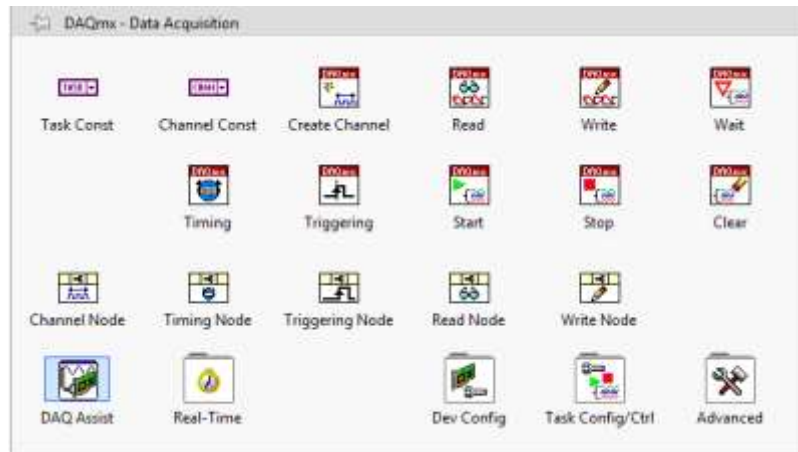 DAQmx - Data Acquisition
Task Const Channel Const Create Channel Read Write Wait
Timing Triggering Start Stop Clear
Channel Node Timing Node Triggering Node Read Node Write Node
DAQ Assist Real-Time Dev Config Task Config/Ctrl Advanced